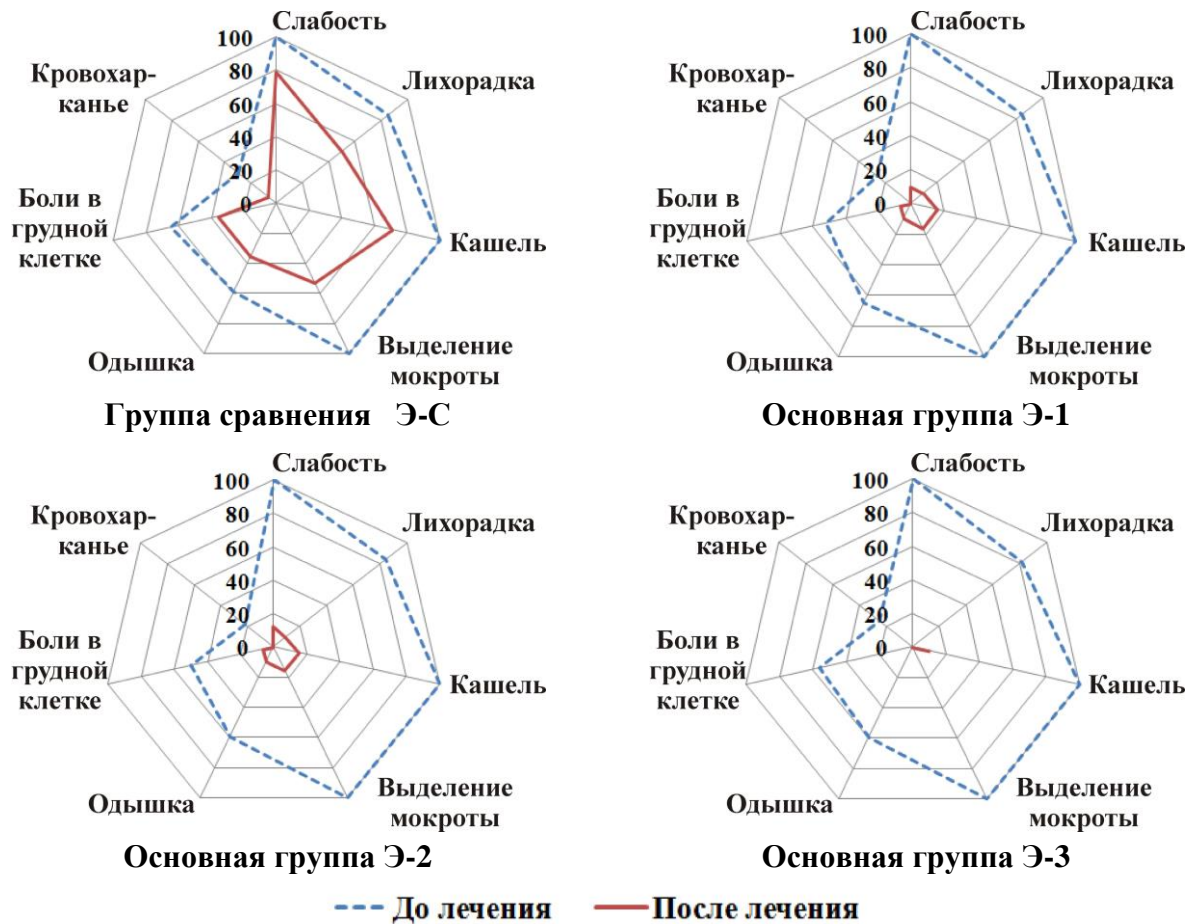 Слабость
100
80
60
40
20
0
Лихорадка
Кашель
Выделение
мокроты
Одышка
Боли в
грудной
клетке
Кровохар-
канье
Группа сравнения Э-С
Слабость
100
80
60
40
20
0
Лихорадка
Кашель
Выделение
мокроты
Одышка
Боли в
грудной
клетке
Кровохар-
канье
Основная группа Э-1
Слабость
100
80
60
40
20
0
Лихорадка
Кашель
Выделение
мокроты
Одышка
Боли в
грудной
клетке
Кровохар-
канье
Основная группа Э-2
Слабость
100
80
60
40
20
0
Лихорадка
Кашель
Выделение
мокроты
Одышка
Боли в
грудной
клетке
Кровохар-
канье
Основная группа Э-3
До лечения
После лечения